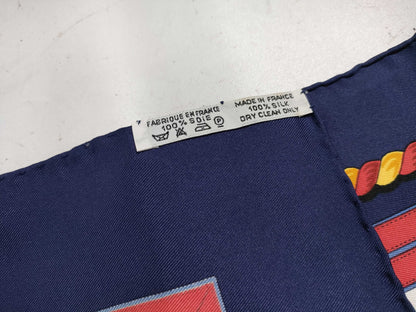 FABRIQUE EN FRANCE
100% SOIE
MADE IN FRANCE
100% SILK
DRY CLEAN ONLY